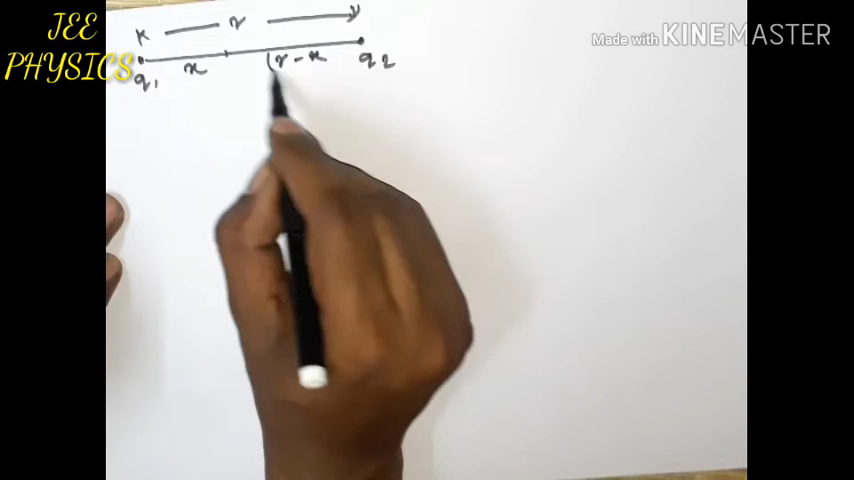 JEE
PHYSICS
Made with KINEMASTER
r
x (r-x
q1 q2